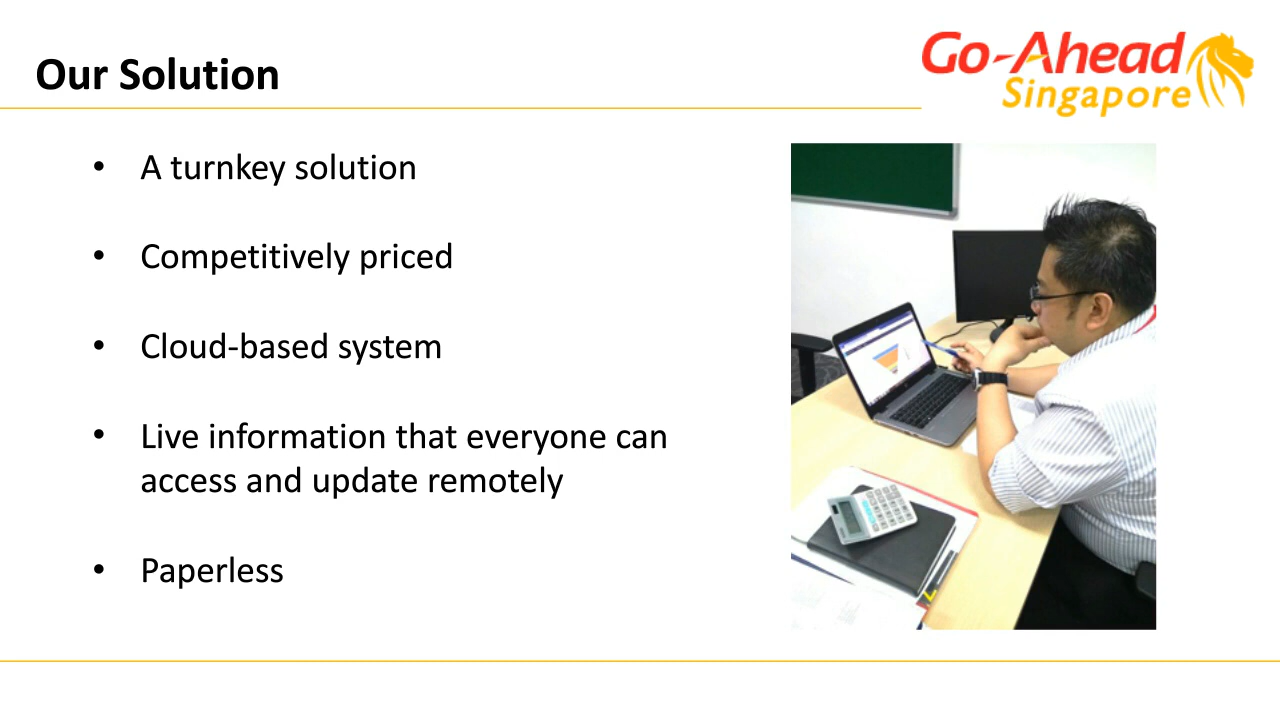 Our Solution
Go-Ahead
Singapore
• A turnkey solution
• Competitively priced
• Cloud-based system
• Live information that everyone can
access and update remotely
• Paperless